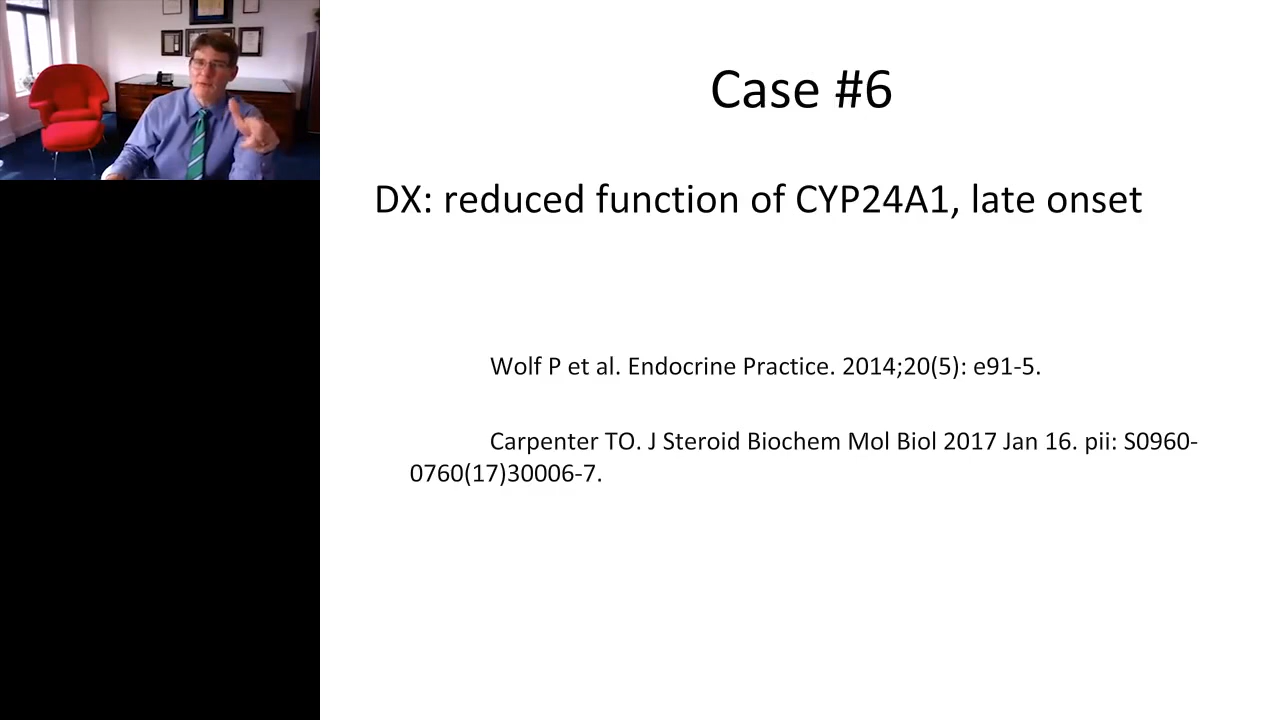 Case #6
DX: reduced function of CYP24A1, late onset
Wolf P et al. Endocrine Practice. 2014;20(5): e91-5.
Carpenter TO. J Steroid Biochem Mol Biol 2017 Jan 16. pii: S0960-
0760(17)30006-7.